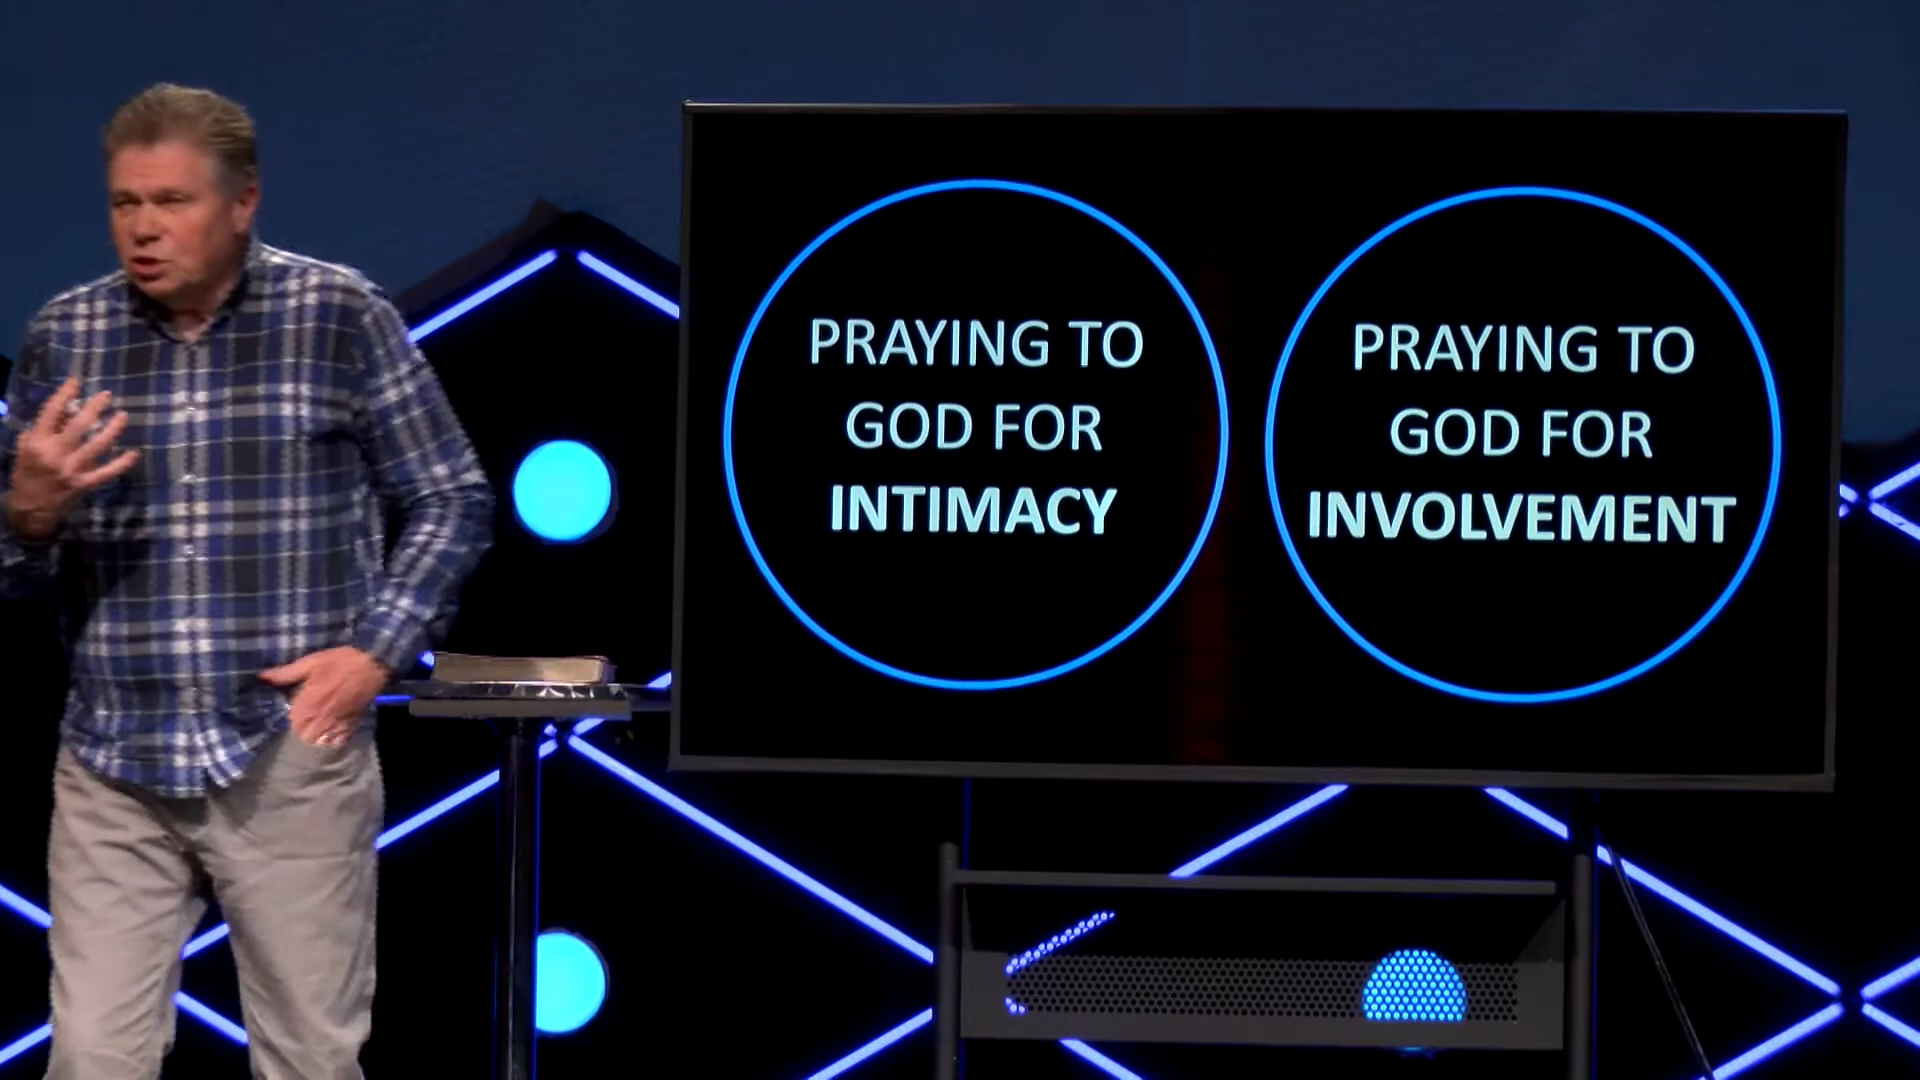 PRAYING TO
GOD FOR
INTIMACY
PRAYING TO
GOD FOR
INVOLVEMENT